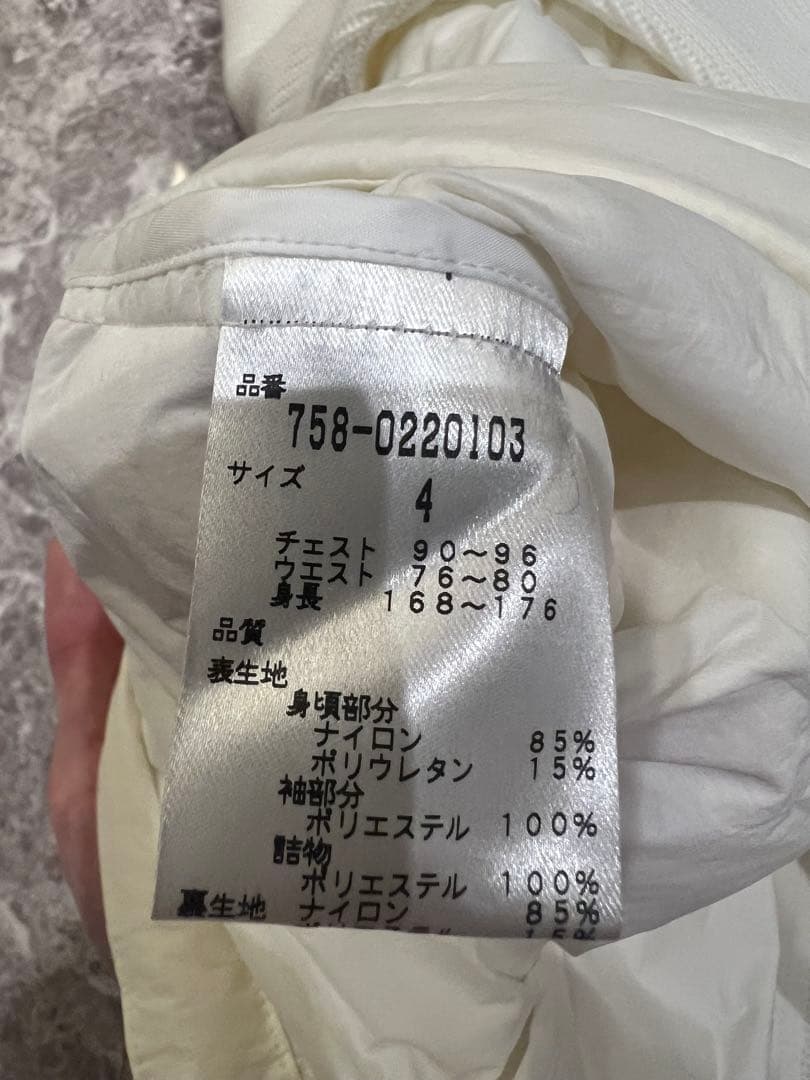 品番
758-0220103
サイズ 4
チェスト 90～96
ウエスト 76～80
身長 168～176
品質
表生地
身頃部分
ナイロン 85%
ポリウレタン 15%
袖部分
ポリエステル 100%
詰物
ポリエステル 100%
裏生地 ナイロン 85%
15%